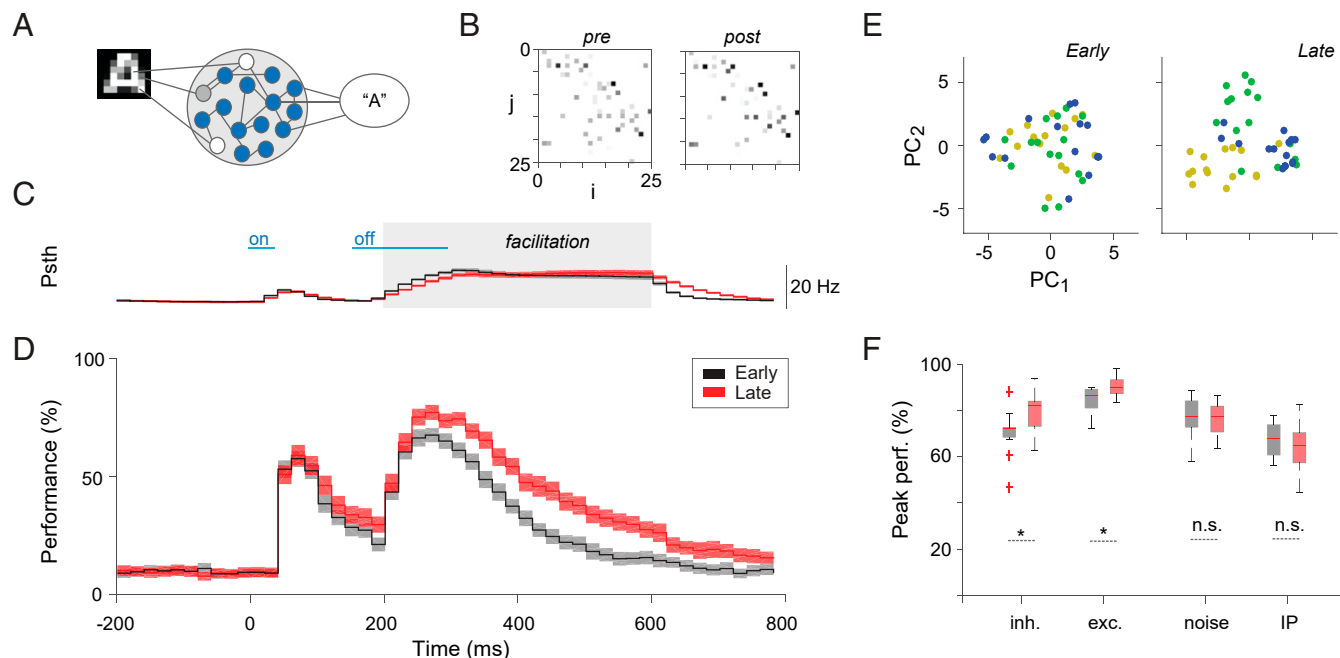 A
"A"
B
pre
post
0
j
25
0
i
25
C
Psth
on
off
facilitation
20 Hz
D
100
50
0
Performance (%)
Early
Late
-200
0
200
400
600
800
Time (ms)
E
Early
Late
5
0
-5
PC2
-5
0
5
PC1
F
100
60
20
Peak perf. (%)
*
*
n.s.
n.s.
inh.
exc.
noise
IP